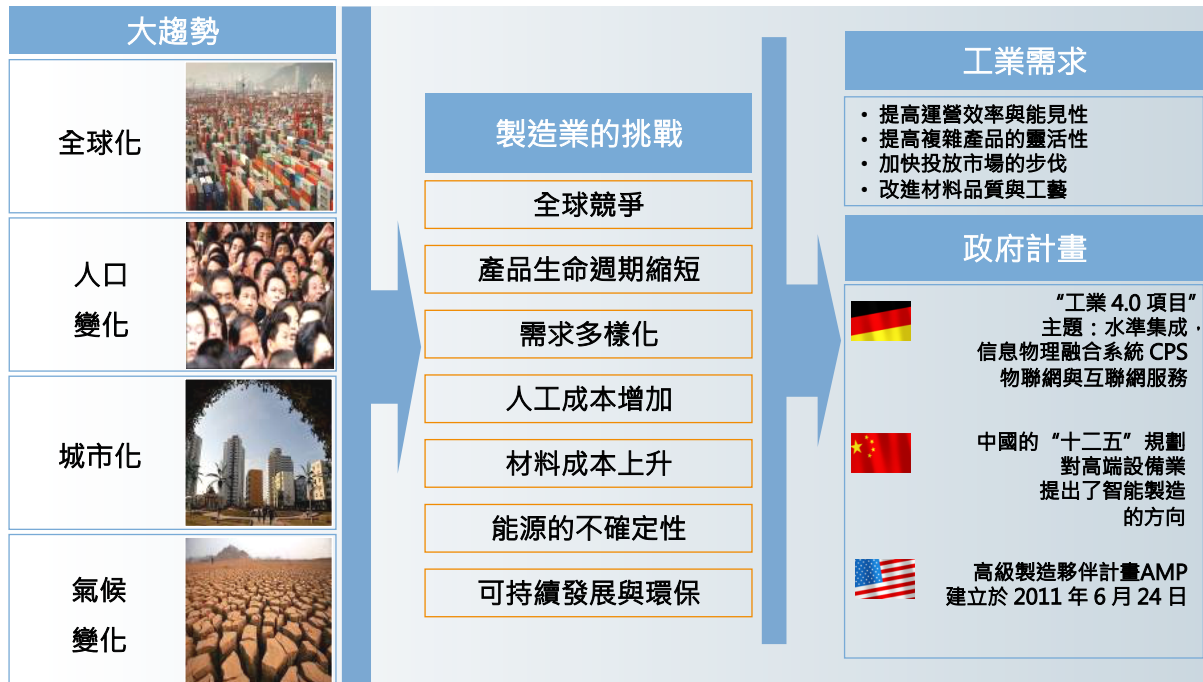 大趨勢
全球化
人口
變化
城市化
氣候
變化
製造業的挑戰
全球競爭
產品生命週期縮短
需求多樣化
人工成本增加
材料成本上升
能源的不確定性
可持續發展與環保
工業需求
• 提高運營效率與能見性
• 提高複雜產品的靈活性
• 加快投放市場的步伐
• 改進材料品質與工藝
政府計畫
“工業 4.0 項目”
主題：水準集成，
信息物理融合系統 CPS
物聯網與互聯網服務
中國的“十二五”規劃
對高端設備業
提出了智能製造
的方向
高級製造夥伴計畫AMP
建立於 2011 年 6 月 24 日